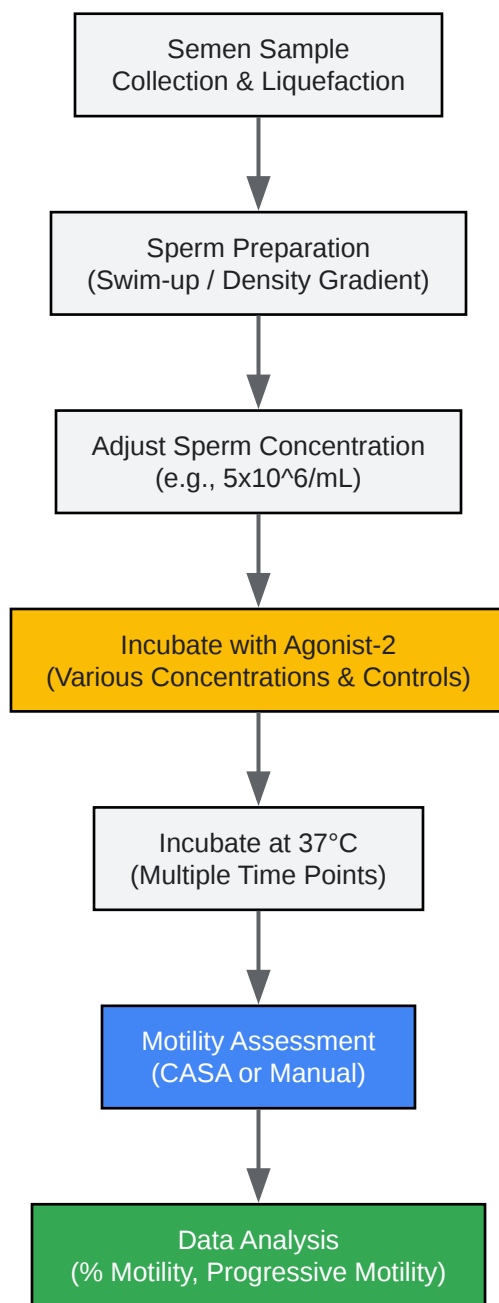 Semen Sample
Collection & Liquefaction
Sperm Preparation
(Swim-up / Density Gradient)
Adjust Sperm Concentration
(e.g., 5x10^6/mL)
Incubate with Agonist-2
(Various Concentrations & Controls)
Incubate at 37°C
(Multiple Time Points)
Motility Assessment
(CASA or Manual)
Data Analysis
(% Motility, Progressive Motility)